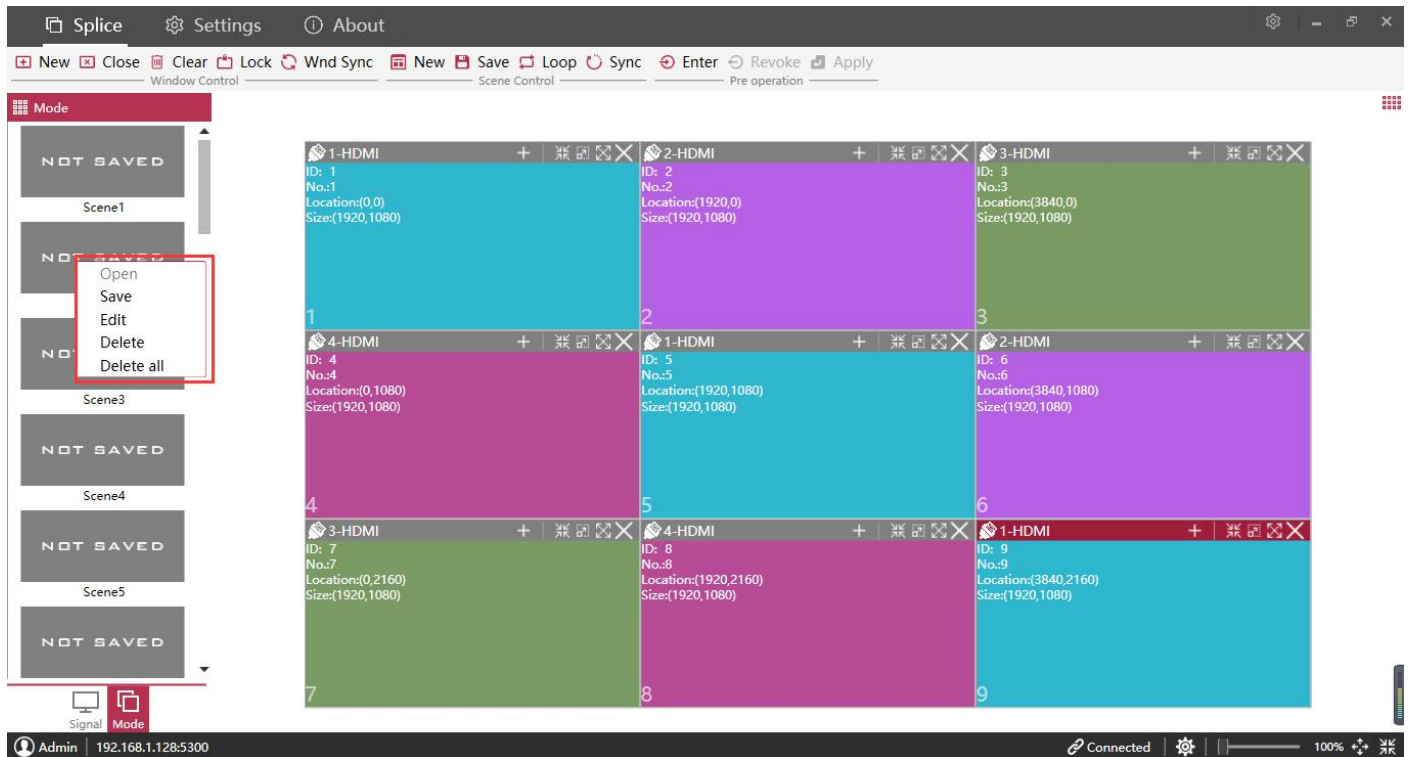 Splice Settings About
New Close Clear Lock Wnd Sync New Save Loop Sync Enter Revoke Apply
Window Control Scene Control Pre operation
Mode
NOT SAVED
Scene1
NOT SAVED
Open
Save
Edit
Delete
Delete all
Scene3
NOT SAVED
Scene4
NOT SAVED
Scene5
NOT SAVED
Signal Mode
1-HDMI
ID: 1
No.:1
Location:(0,0)
Size:(1920,1080)
1
2-HDMI
ID: 2
No.:2
Location:(1920,0)
Size:(1920,1080)
2
3-HDMI
ID: 3
No.:3
Location:(3840,0)
Size:(1920,1080)
3
4-HDMI
ID: 4
No.:4
Location:(0,1080)
Size:(1920,1080)
4
1-HDMI
ID: 5
No.:5
Location:(1920,1080)
Size:(1920,1080)
5
2-HDMI
ID: 6
No.:6
Location:(3840,1080)
Size:(1920,1080)
6
3-HDMI
ID: 7
No.:7
Location:(0,2160)
Size:(1920,1080)
7
4-HDMI
ID: 8
No.:8
Location:(1920,2160)
Size:(1920,1080)
8
1-HDMI
ID: 9
No.:9
Location:(3840,2160)
Size:(1920,1080)
9
Admin 192.168.1.128:5300 Connected 100%